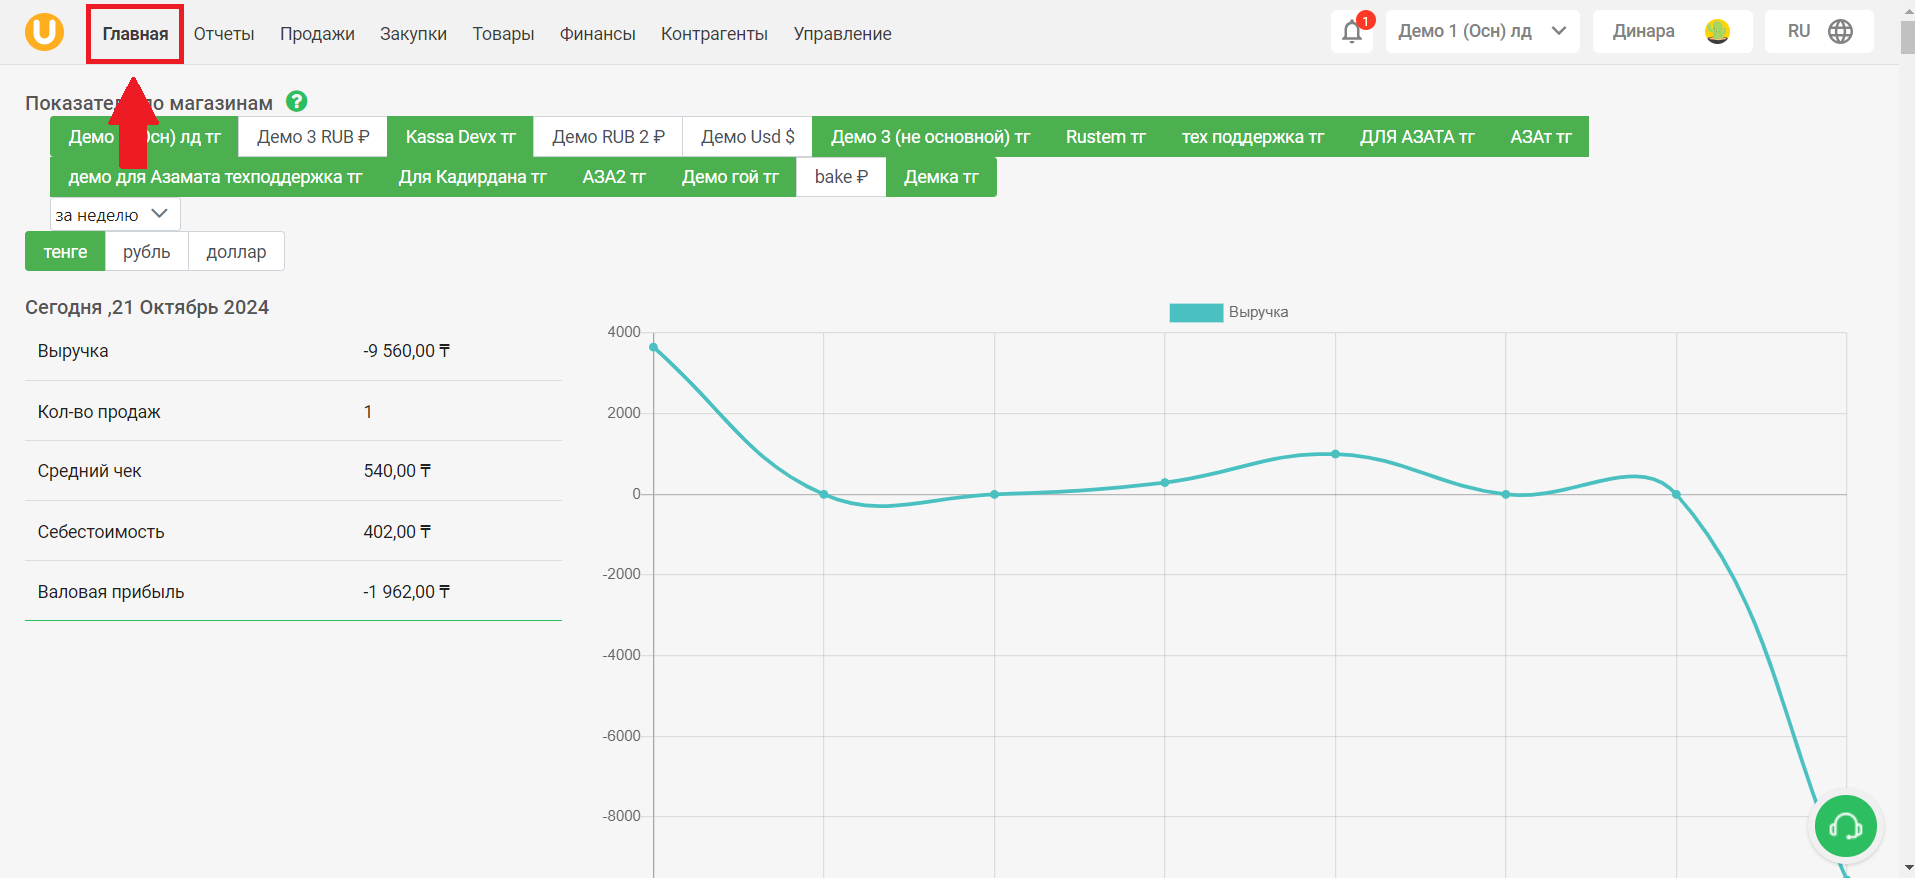 U Главная Отчеты Продажи Закупки Товары Финансы Контрагенты Управление 1 Демо 1 (Осн) лд Динара RU
по магазинам ?
Демо Осн) лд тг Демо 3 RUB ₽ Kassa Devx тг Демо RUB 2 ₽ Демо Usd $ Демо 3 (не основной) тг Rustem тг тех поддержка тг ДЛЯ АЗАТА тг АЗАт тг
демо для Азамата техподдержка тг Для Кадирдана тг АЗА2 тг Демо гой тг bake ₽ Демка тг
за неделю
тенге рубль доллар
Сегодня ,21 Октябрь 2024
Выручка -9 560,00 ₸
Кол-во продаж 1
Средний чек 540,00 ₸
Себестоимость 402,00 ₸
Валовая прибыль -1 962,00 ₸
Выручка
4000
2000
0
-2000
-4000
-6000
-8000